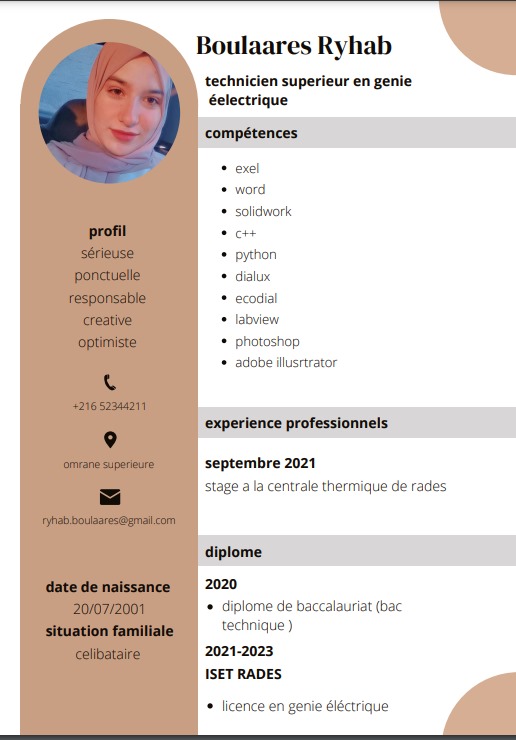 Boulaares Ryhab
technicien superieur en genie
éelectrique
compétences
exel
word
solidwork
c++
python
dialux
ecodial
labview
photoshop
adobe illusrtrator
profil
sérieuse
ponctuelle
responsable
creative
optimiste
+216 52344211
omrane superieure
ryhab.boulaares@gmail.com
date de naissance
20/07/2001
situation familiale
celibataire
experience professionnels
septembre 2021
stage a la centrale thermique de rades
diplome
2020
diplome de baccalauriat (bac
technique )
2021-2023
ISET RADES
licence en genie éléctrique